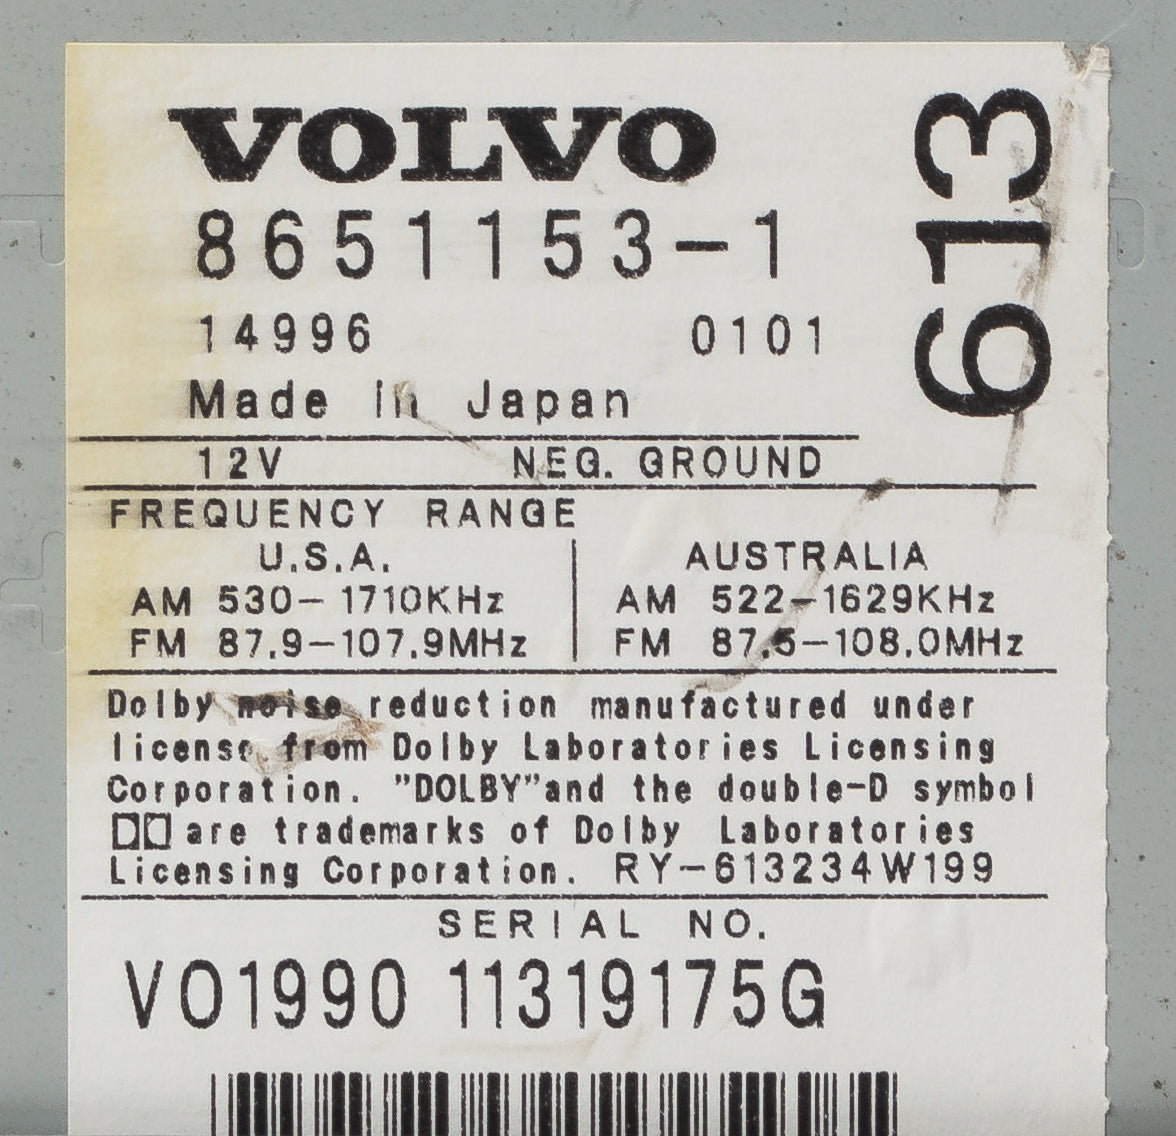 VOLVO
613
8651153-1
14996 0101
Made in Japan
12V NEG. GROUND
FREQUENCY RANGE
U.S.A. AUSTRALIA
AM 530-1710KHz AM 522-1629KHz
FM 87.9-107.9MHz FM 87.5-108.0MHz
Dolby noise reduction manufactured under
license from Dolby Laboratories Licensing
Corporation. "DOLBY"and the double-D symbol
are trademarks of Dolby Laboratories
Licensing Corporation. RY-613234W199
SERIAL NO.
VO1990 11319175G